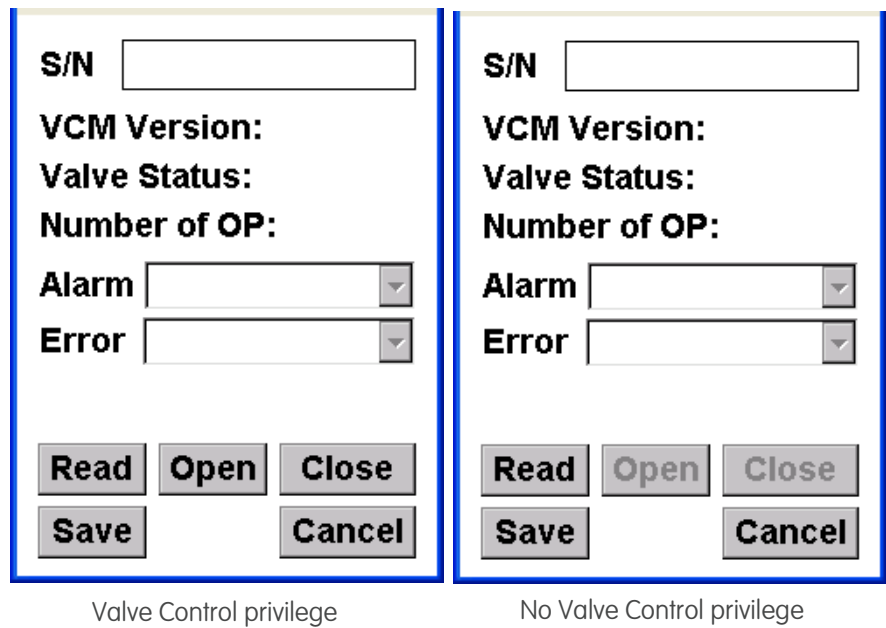 S/N
VCM Version:
Valve Status:
Number of OP:
Alarm
Error
Read Open Close
Save Cancel
Valve Control privilege
S/N
VCM Version:
Valve Status:
Number of OP:
Alarm
Error
Read Open Close
Save Cancel
No Valve Control privilege